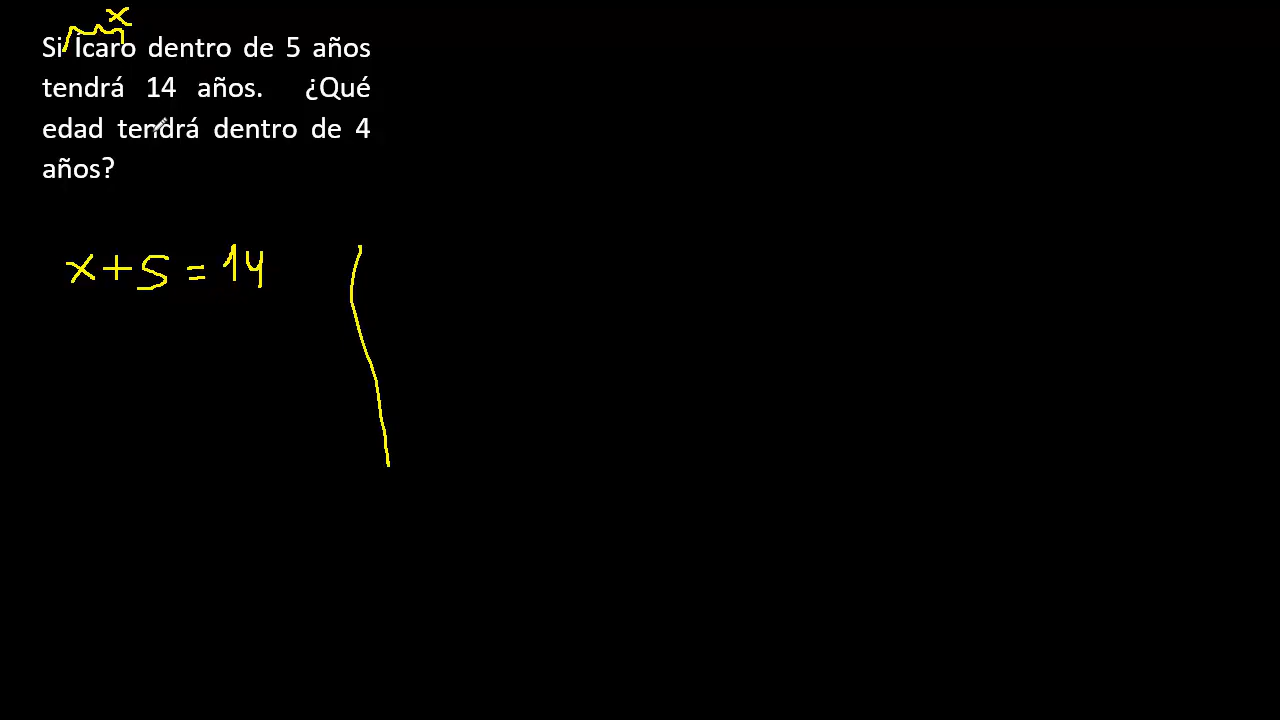 x
Si Ícaro dentro de 5 años
tendrá 14 años. ¿Qué
edad tendrá dentro de 4
años?
x+5=14